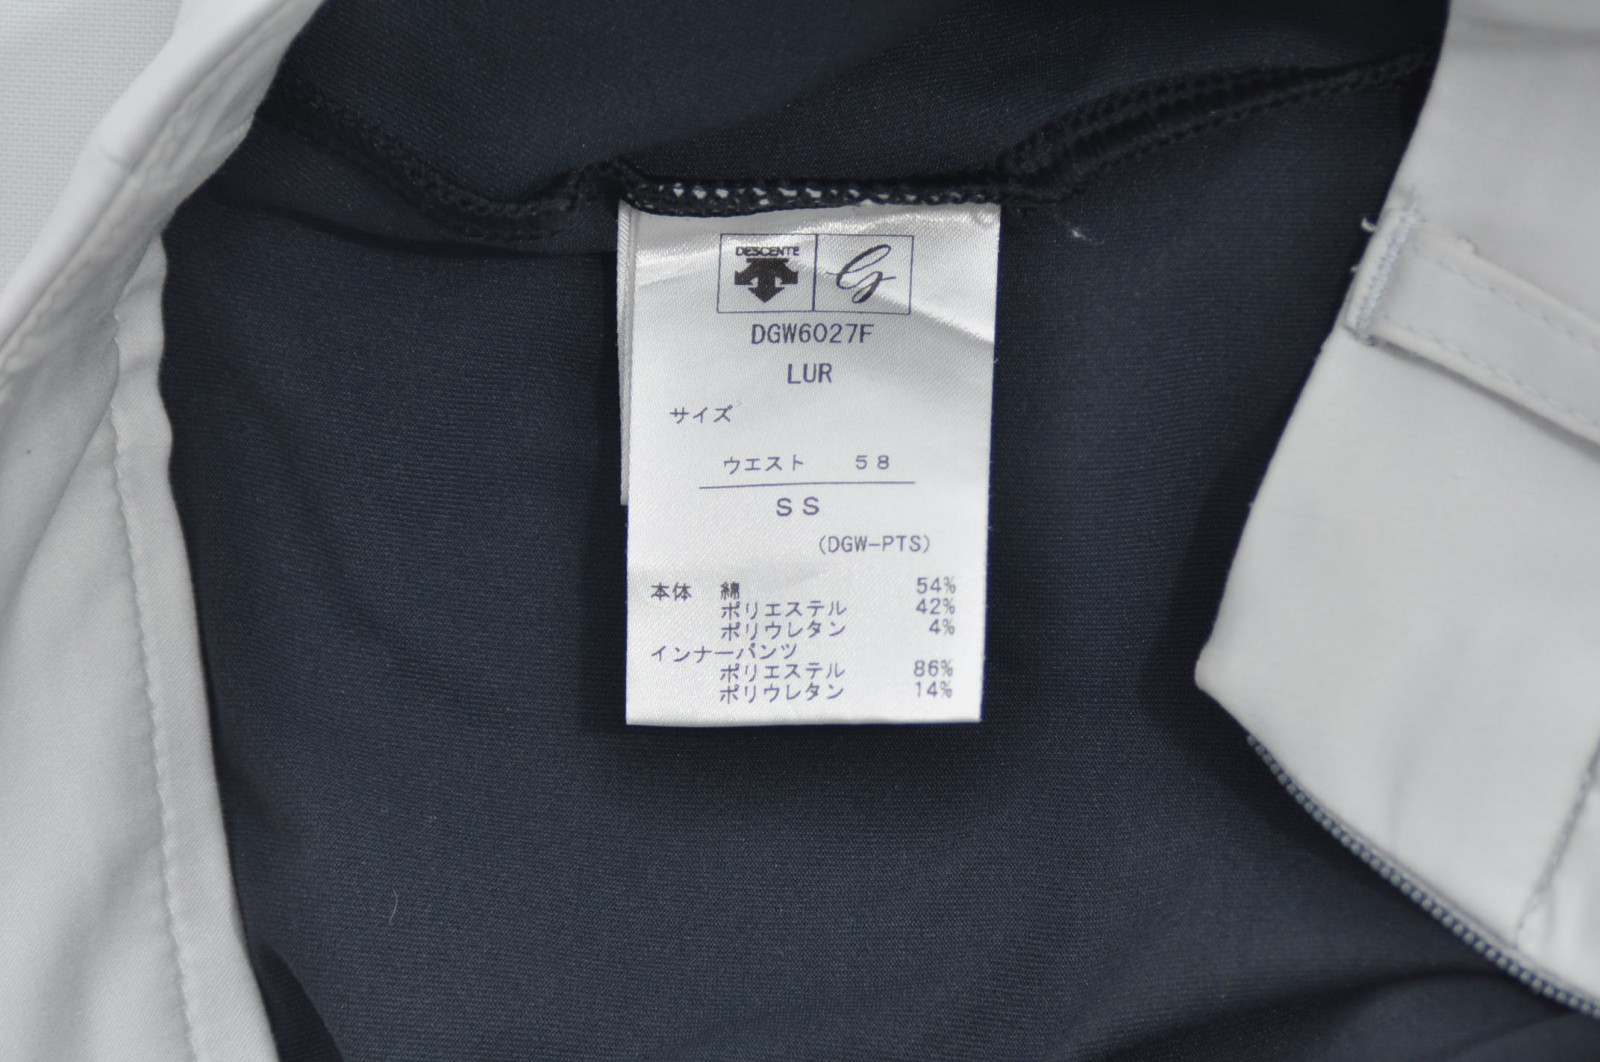 DESCENTE G
DGW6027F
LUR
サイズ
ウエスト 58
SS
(DGW-PTS)
本体 綿 54%
ポリエステル 42%
ポリウレタン 4%
インナーパンツ
ポリエステル 86%
ポリウレタン 14%